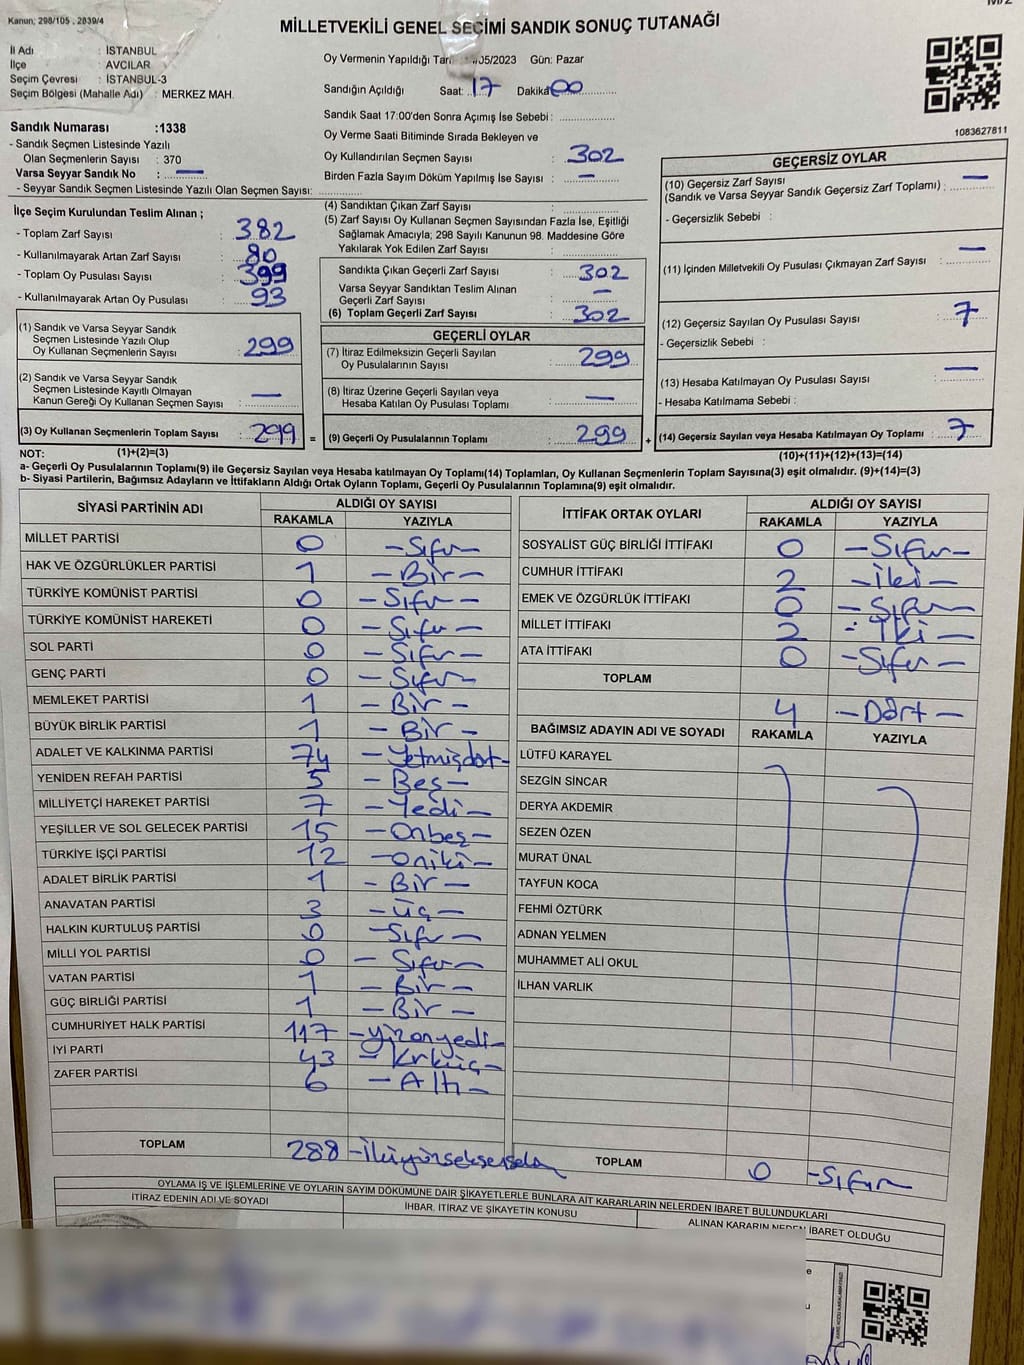 Kanun; 298/105 , 2839/4
MİLLETVEKİLİ GENEL SEÇİMİ SANDIK SONUÇ TUTANAĞI
İl Adı : İSTANBUL
İlçe : AVCILAR
Seçim Çevresi : İSTANBUL-3
Seçim Bölgesi (Mahalle Adı) : MERKEZ MAH.
Sandık Numarası :1338
- Sandık Seçmen Listesinde Yazılı
Olan Seçmenlerin Sayısı : 370
Varsa Seyyar Sandık No : —
- Seyyar Sandık Seçmen Listesinde Yazılı Olan Seçmen Sayısı:
Oy Vermenin Yapıldığı /05/2023 Gün: Pazar
Sandığın Açıldığı Saat: 17 Dakika 00
Sandık Saat 17:00'den Sonra Açımış İse Sebebi :
Oy Verme Saati Bitiminde Sırada Bekleyen ve
Oy Kullandırılan Seçmen Sayısı : 302
Birden Fazla Sayım Döküm Yapılmış İse Sayısı : —
1083627811
İlçe Seçim Kurulundan Teslim Alınan ;
- Toplam Zarf Sayısı : 382
- Kullanılmayarak Artan Zarf Sayısı : 80
- Toplam Oy Pusulası Sayısı : 399
- Kullanılmayarak Artan Oy Pusulası : 93
(4) Sandıktan Çıkan Zarf Sayısı :
(5) Zarf Sayısı Oy Kullanan Seçmen Sayısından Fazla İse, Eşitliği
Sağlamak Amacıyla; 298 Sayılı Kanunun 98. Maddesine Göre
Yakılarak Yok Edilen Zarf Sayısı :
Sandıkta Çıkan Geçerli Zarf Sayısı : 302
Varsa Seyyar Sandıktan Teslim Alınan
Geçerli Zarf Sayısı : —
(6) Toplam Geçerli Zarf Sayısı : 302
GEÇERSİZ OYLAR
(10) Geçersiz Zarf Sayısı
(Sandık ve Varsa Seyyar Sandık Geçersiz Zarf Toplamı) : —
- Geçersizlik Sebebi :
(11) İçinden Milletvekili Oy Pusulası Çıkmayan Zarf Sayısı : —
(12) Geçersiz Sayılan Oy Pusulası Sayısı : 7
- Geçersizlik Sebebi :
(13) Hesaba Katılmayan Oy Pusulası Sayısı : —
- Hesaba Katılmama Sebebi :
(14) Geçersiz Sayılan veya Hesaba Katılmayan Oy Toplamı : 7
(10)+(11)+(12)+(13)=(14)
(1) Sandık ve Varsa Seyyar Sandık
Seçmen Listesinde Yazılı Olup
Oy Kullanan Seçmenlerin Sayısı : 299
(2) Sandık ve Varsa Seyyar Sandık
Seçmen Listesinde Kayıtlı Olmayan
Kanun Gereği Oy Kullanan Seçmen Sayısı : —
(3) Oy Kullanan Seçmenlerin Toplam Sayısı : 299 =
GEÇERLİ OYLAR
(7) İtiraz Edilmeksizin Geçerli Sayılan
Oy Pusulalarının Sayısı : 299
(8) İtiraz Üzerine Geçerli Sayılan veya
Hesaba Katılan Oy Pusulası Toplamı : —
(9) Geçerli Oy Pusulalarının Toplamı : 299 +
NOT: (1)+(2)=(3)
a- Geçerli Oy Pusulalarının Toplamı(9) ile Geçersiz Sayılan veya Hesaba katılmayan Oy Toplamı(14) Toplamları, Oy Kullanan Seçmenlerin Toplam Sayısına(3) eşit olmalıdır. (9)+(14)=(3)
b- Siyasi Partilerin, Bağımsız Adayların ve İttifakların Aldığı Ortak Oyların Toplamı, Geçerli Oy Pusulalarının Toplamına(9) eşit olmalıdır.
SİYASİ PARTİNİN ADI ALDIĞI OY SAYISI
RAKAMLA YAZIYLA
MİLLET PARTİSİ 0 -Sıfır-
HAK VE ÖZGÜRLÜKLER PARTİSİ 1 -Bir-
TÜRKİYE KOMÜNİST PARTİSİ 0 -Sıfır-
TÜRKİYE KOMÜNİST HAREKETİ 0 -Sıfır-
SOL PARTİ 0 -Sıfır-
GENÇ PARTİ 0 -Sıfır-
MEMLEKET PARTİSİ 1 -Bir-
BÜYÜK BİRLİK PARTİSİ 1 -Bir-
ADALET VE KALKINMA PARTİSİ 74 -Yetmişdört-
YENİDEN REFAH PARTİSİ 5 -Beş-
MİLLİYETÇİ HAREKET PARTİSİ 7 -Yedi-
YEŞİLLER VE SOL GELECEK PARTİSİ 15 -Onbeş-
TÜRKİYE İŞÇİ PARTİSİ 12 -Oniki-
ADALET BİRLİK PARTİSİ 1 -Bir-
ANAVATAN PARTİSİ 3 -üç-
HALKIN KURTULUŞ PARTİSİ 0 -Sıfır-
MİLLİ YOL PARTİSİ 0 -Sıfır-
VATAN PARTİSİ 1 -Bir-
GÜÇ BİRLİĞİ PARTİSİ 1 -Bir-
CUMHURİYET HALK PARTİSİ 117 -yüzonyedi-
İYİ PARTİ 43 -Kırküç-
ZAFER PARTİSİ 6 -Altı-
TOPLAM 288 -İkiyüzseksensekiz
İTTİFAK ORTAK OYLARI ALDIĞI OY SAYISI
RAKAMLA YAZIYLA
SOSYALİST GÜÇ BİRLİĞİ İTTİFAKI 0 -Sıfır-
CUMHUR İTTİFAKI 2 -iki-
EMEK VE ÖZGÜRLÜK İTTİFAKI 0 -Sıfır-
MİLLET İTTİFAKI 2 -İki-
ATA İTTİFAKI 0 -Sıfır-
TOPLAM
4 -Dört-
BAĞIMSIZ ADAYIN ADI VE SOYADI RAKAMLA YAZIYLA
LÜTFÜ KARAYEL
SEZGİN SİNCAR
DERYA AKDEMİR
SEZEN ÖZEN
MURAT ÜNAL
TAYFUN KOCA
FEHMİ ÖZTÜRK
ADNAN YELMEN
MUHAMMET ALİ OKUL
İLHAN VARLIK
TOPLAM 0 -Sıfır
OYLAMA İŞ VE İŞLEMLERİNE VE OYLARIN SAYIM DÖKÜMÜNE DAİR ŞİKAYETLERLE BUNLARA AİT KARARLARIN NELERDEN İBARET BULUNDUKLARI
İTİRAZ EDENİN ADI VE SOYADI İHBAR, İTİRAZ VE ŞİKAYETİN KONUSU ALINAN KARARIN NEDEN İBARET OLDUĞU